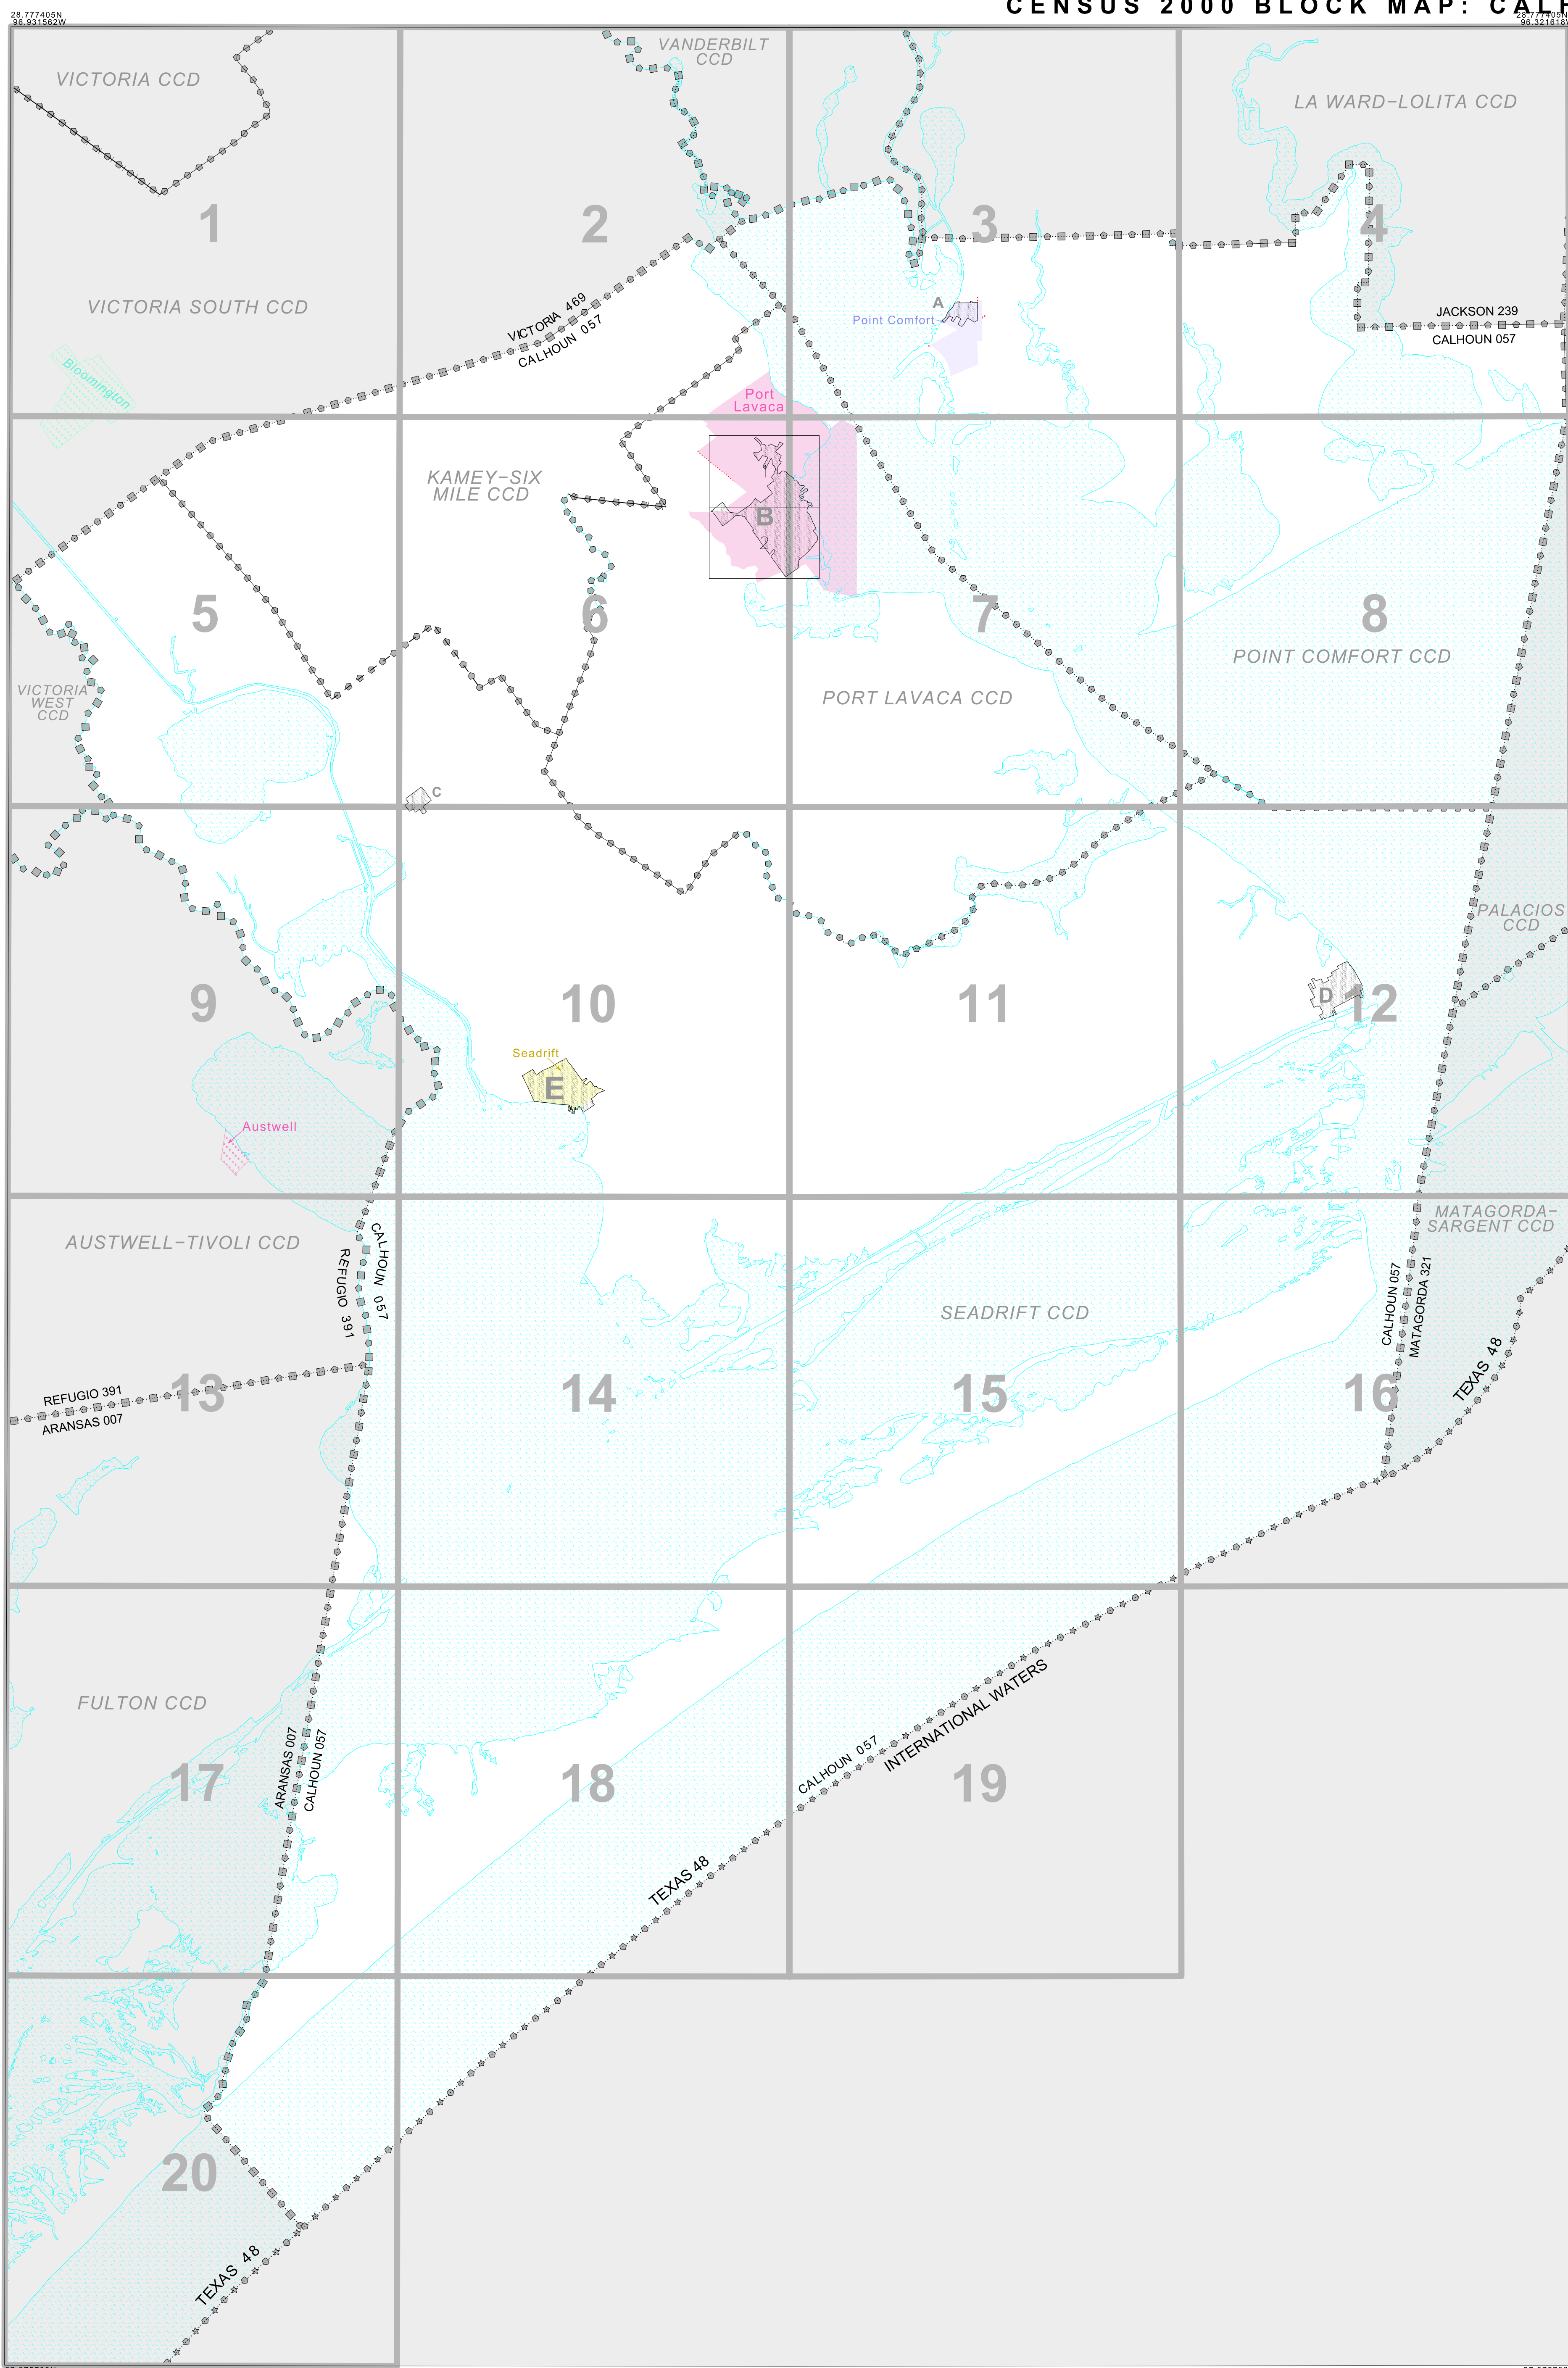 CENSUS 2000 BLOCK MAP: CALH
28.777405N
96.931562W
28.777405N
96.321618W
VICTORIA CCD
VANDERBILT
CCD
LA WARD-LOLITA CCD
1
2
3
4
VICTORIA SOUTH CCD
VICTORIA 469
CALHOUN 057
A
Point Comfort
JACKSON 239
CALHOUN 057
Bloomington
Port
Lavaca
KAMEY-SIX
MILE CCD
1
B
2
5
6
7
8
VICTORIA
WEST
CCD
PORT LAVACA CCD
POINT COMFORT CCD
C
PALACIOS
CCD
9
10
11
D
12
Seadrift
E
Austwell
AUSTWELL-TIVOLI CCD
REFUGIO 391
CALHOUN 057
MATAGORDA-
SARGENT CCD
SEADRIFT CCD
CALHOUN 057
MATAGORDA 321
TEXAS 48
REFUGIO 391
ARANSAS 007
13
14
15
16
FULTON CCD
ARANSAS 007
CALHOUN 057
CALHOUN 057
INTERNATIONAL WATERS
17
18
19
TEXAS 48
20
TEXAS 48